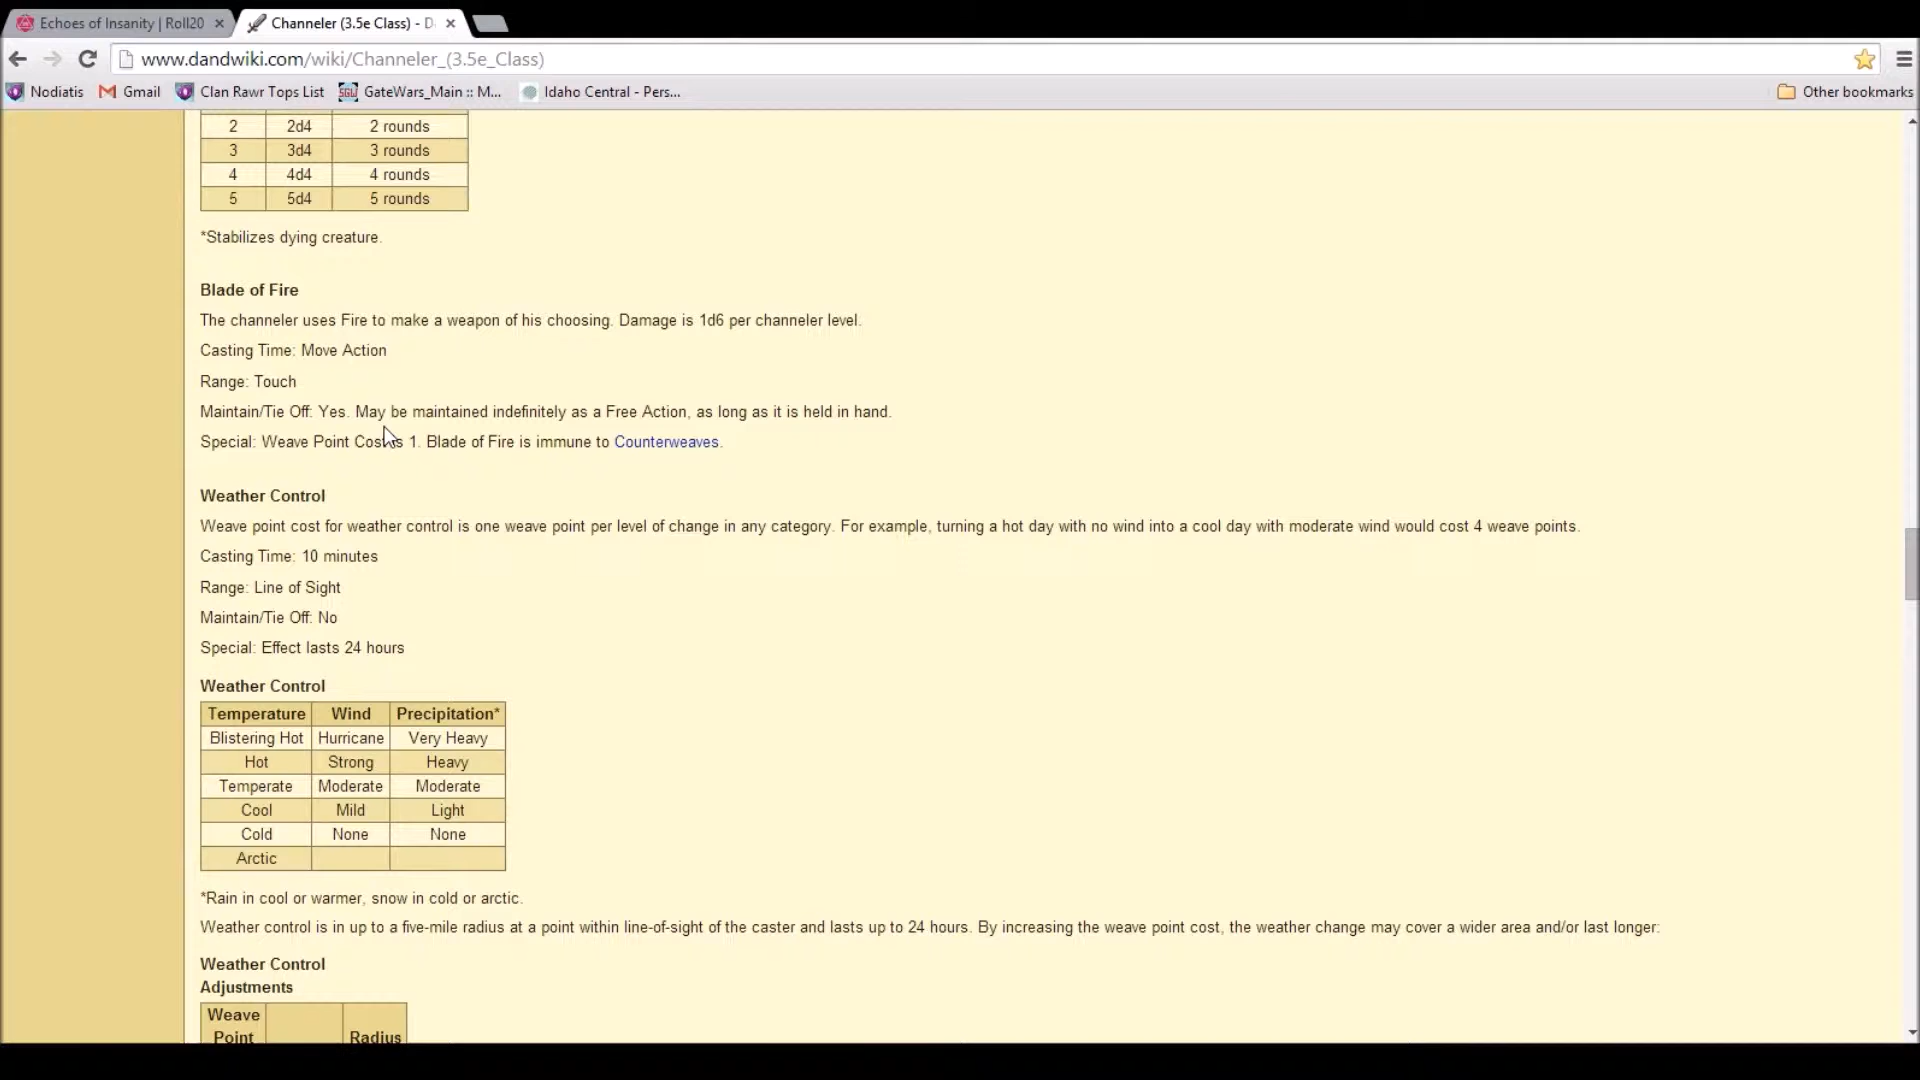 Echoes of Insanity | Roll20
Channeler (3.5e Class) - D
www.dandwiki.com/wiki/Channeler_(3.5e_Class)
Nodiatis
Gmail
Clan Rawr Tops List
GateWars_Main :: M...
Idaho Central - Pers...
Other bookmarks
2 2d4 2 rounds
3 3d4 3 rounds
4 4d4 4 rounds
5 5d4 5 rounds
*Stabilizes dying creature.
Blade of Fire
The channeler uses Fire to make a weapon of his choosing. Damage is 1d6 per channeler level.
Casting Time: Move Action
Range: Touch
Maintain/Tie Off: Yes. May be maintained indefinitely as a Free Action, as long as it is held in hand.
Special: Weave Point Cost is 1. Blade of Fire is immune to Counterweaves.
Weather Control
Weave point cost for weather control is one weave point per level of change in any category. For example, turning a hot day with no wind into a cool day with moderate wind would cost 4 weave points.
Casting Time: 10 minutes
Range: Line of Sight
Maintain/Tie Off: No
Special: Effect lasts 24 hours
Weather Control
Temperature Wind Precipitation*
Blistering Hot Hurricane Very Heavy
Hot Strong Heavy
Temperate Moderate Moderate
Cool Mild Light
Cold None None
Arctic
*Rain in cool or warmer, snow in cold or arctic.
Weather control is in up to a five-mile radius at a point within line-of-sight of the caster and lasts up to 24 hours. By increasing the weave point cost, the weather change may cover a wider area and/or last longer:
Weather Control
Adjustments
Weave
Point Radius